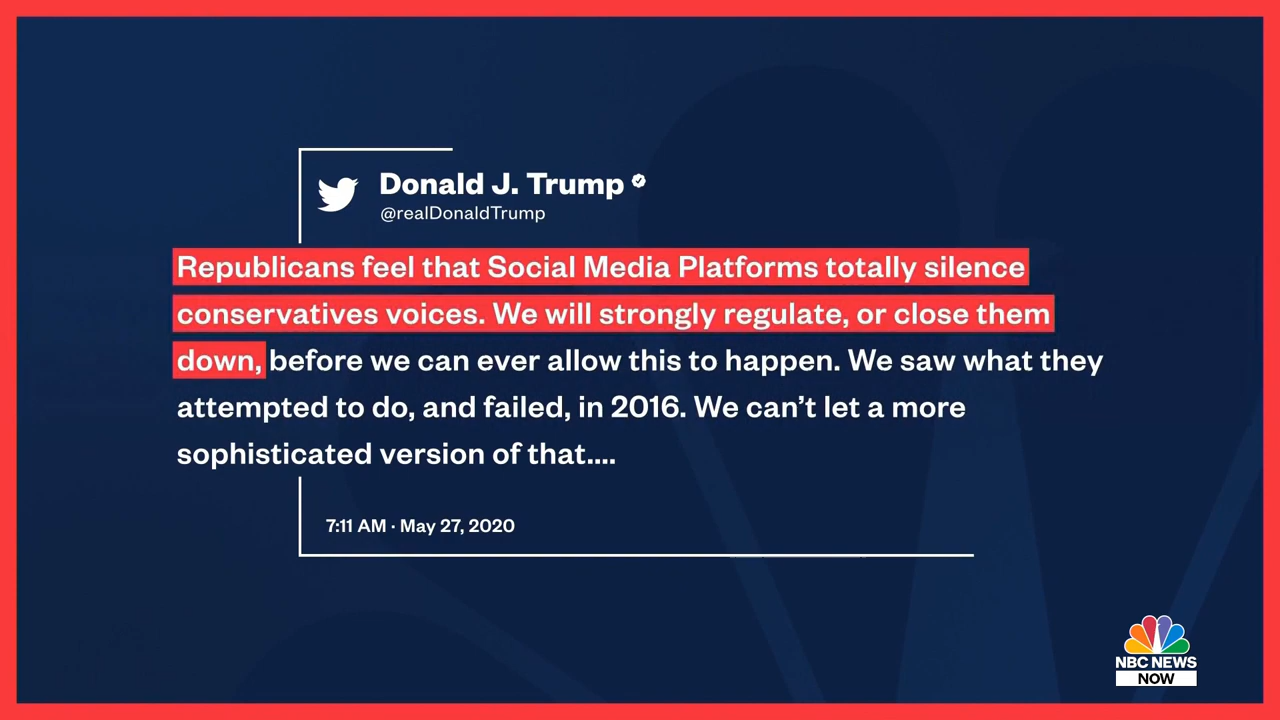 Donald J. Trump
@realDonaldTrump
Republicans feel that Social Media Platforms totally silence
conservatives voices. We will strongly regulate, or close them
down, before we can ever allow this to happen. We saw what they
attempted to do, and failed, in 2016. We can’t let a more
sophisticated version of that....
7:11 AM · May 27, 2020
NBC NEWS
NOW